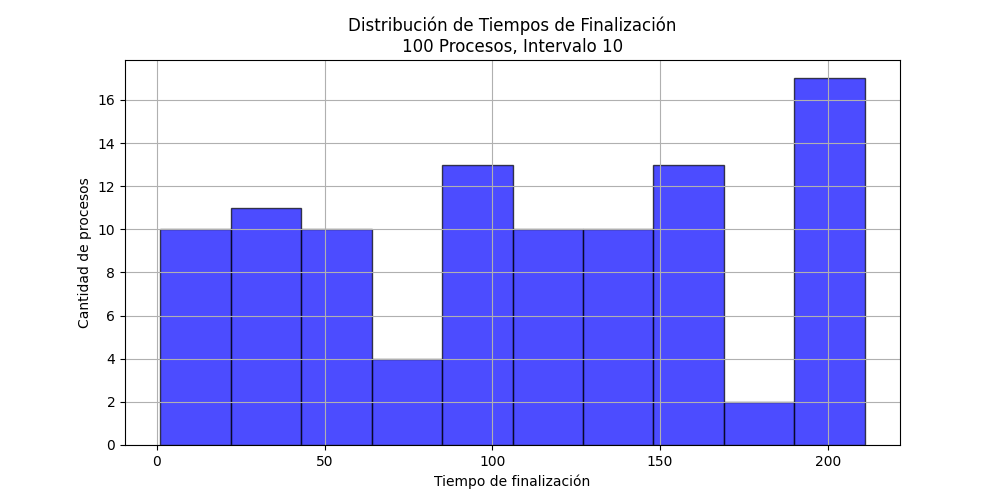 Distribución de Tiempos de Finalización
100 Procesos, Intervalo 10
Cantidad de procesos
16
14
12
10
8
6
4
2
0
0 50 100 150 200
Tiempo de finalización